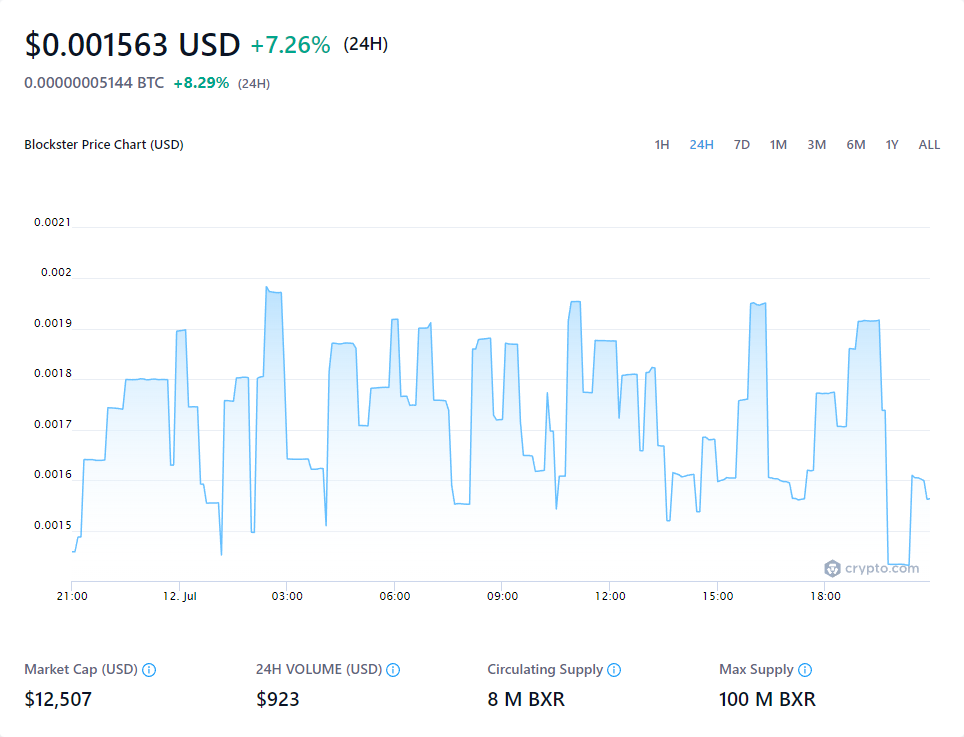 $0.001563 USD +7.26% (24H)
0.00000005144 BTC +8.29% (24H)
Blockster Price Chart (USD) 1H 24H 7D 1M 3M 6M 1Y ALL
0.0021
0.002
0.0019
0.0018
0.0017
0.0016
0.0015
crypto.com
21:00 12. Jul 03:00 06:00 09:00 12:00 15:00 18:00
Market Cap (USD) 24H VOLUME (USD) Circulating Supply Max Supply
$12,507 $923 8 M BXR 100 M BXR